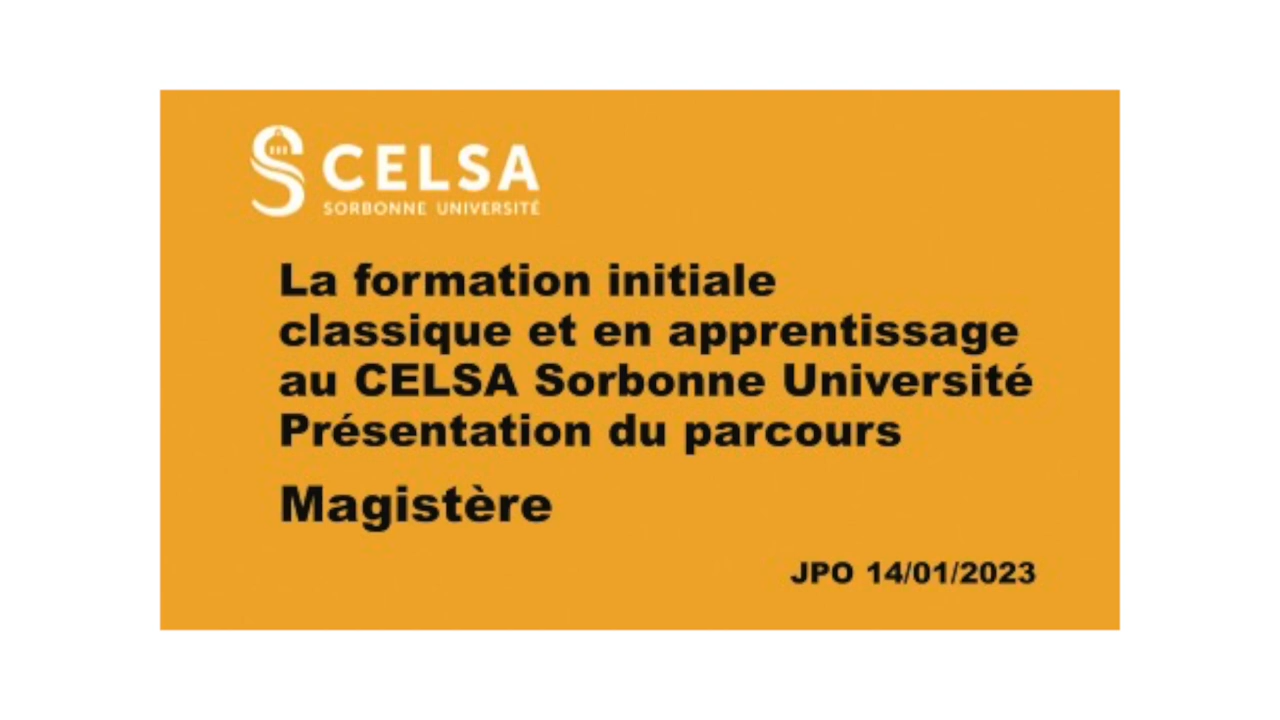 CELSA
SORBONNE UNIVERSITÉ
La formation initiale
classique et en apprentissage
au CELSA Sorbonne Université
Présentation du parcours
Magistère
JPO 14/01/2023